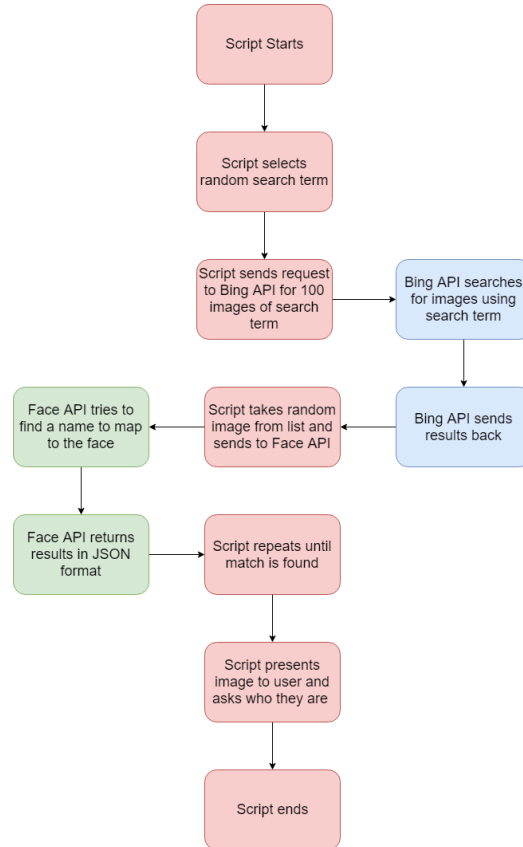 Script Starts
Script selects
random search term
Script sends request
to Bing API for 100
images of search
term
Bing API searches
for images using
search term
Bing API sends
results back
Script takes random
image from list and
sends to Face API
Face API tries to
find a name to map
to the face
Face API returns
results in JSON
format
Script repeats until
match is found
Script presents
image to user and
asks who they are
Script ends